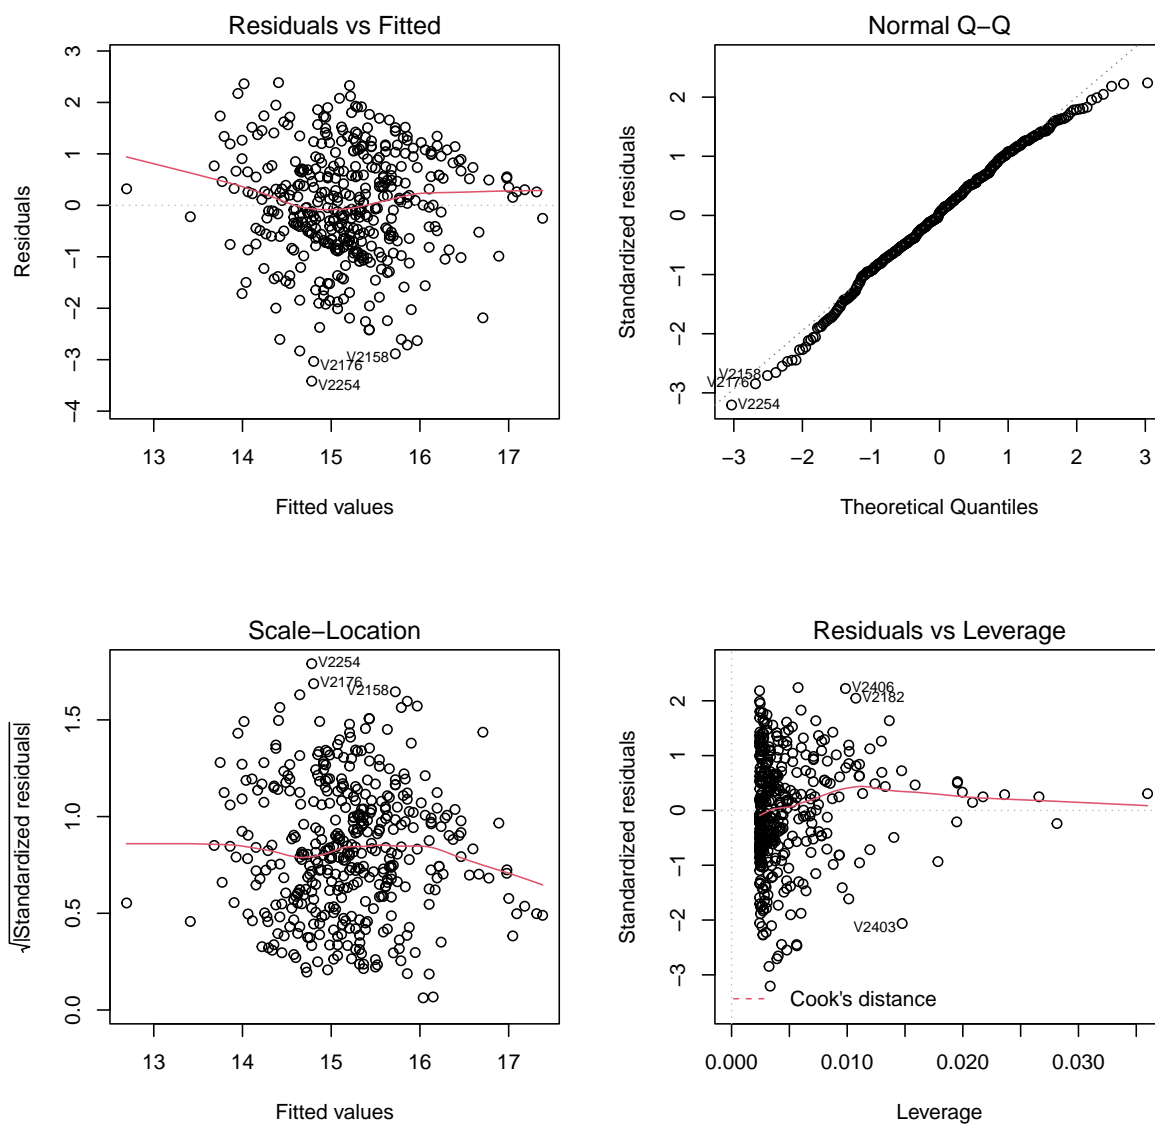 Residuals vs Fitted
Residuals
3
2
1
0
−1
−2
−3
−4
V2158
V2176
V2254
13 14 15 16 17
Fitted values
Normal Q−Q
Standardized residuals
2
1
0
−1
−2
−3
V2158
V2176
V2254
−3 −2 −1 0 1 2 3
Theoretical Quantiles
Scale−Location
√|Standardized residuals|
1.5
1.0
0.5
0.0
V2254
V2176
V2158
13 14 15 16 17
Fitted values
Residuals vs Leverage
Standardized residuals
2
1
0
−1
−2
−3
V2406
V2182
V2403
Cook's distance
0.000 0.010 0.020 0.030
Leverage